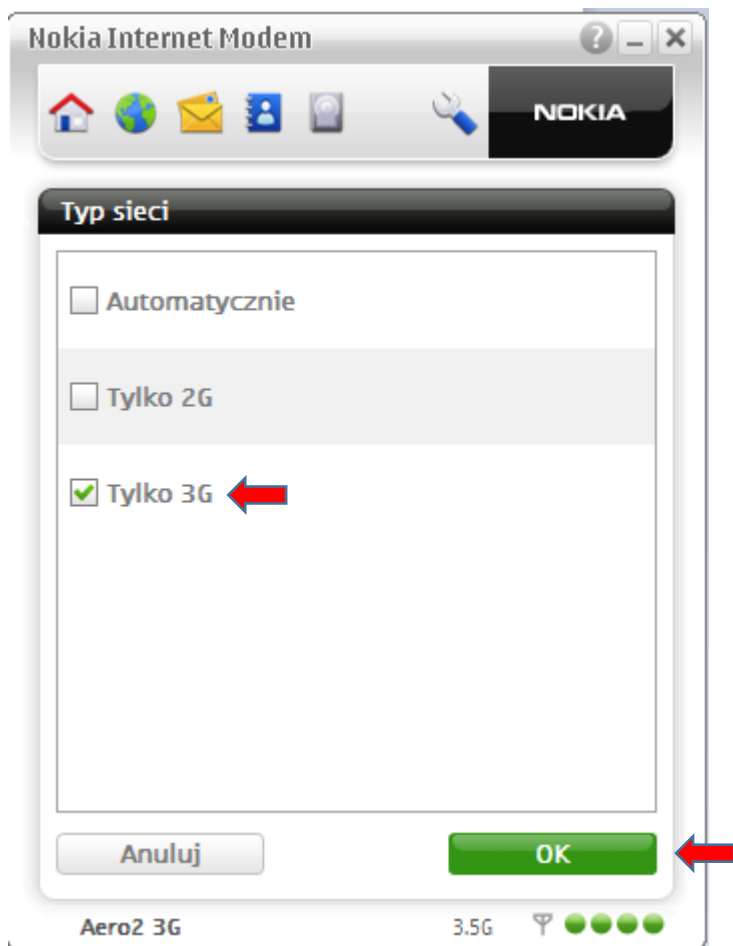 Nokia Internet Modem
NOKIA
Typ sieci
Automatycznie
Tylko 2G
Tylko 3G
Anuluj
OK
Aero2 3G
3.5G